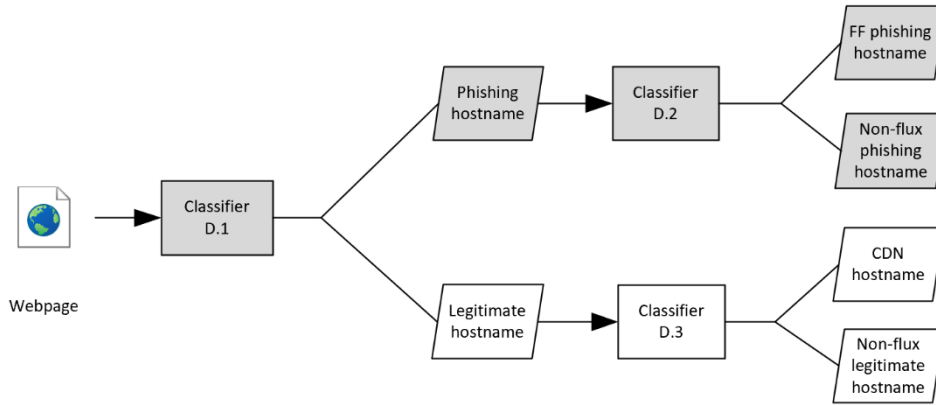 Webpage
Classifier
D.1
Phishing
hostname
Classifier
D.2
FF phishing
hostname
Non-flux
phishing
hostname
Legitimate
hostname
Classifier
D.3
CDN
hostname
Non-flux
legitimate
hostname